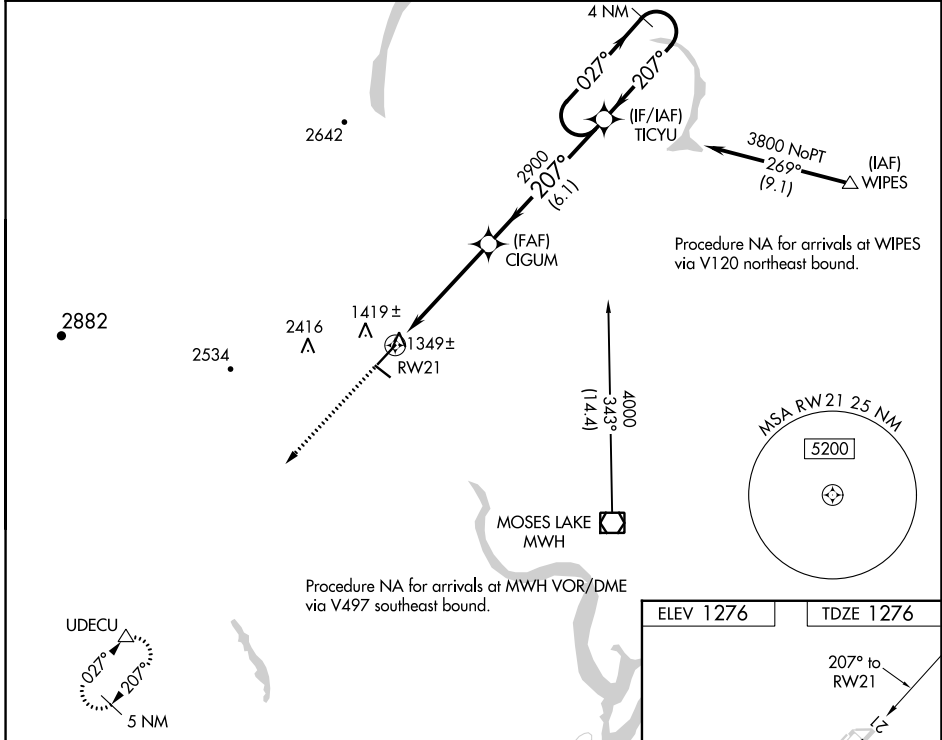 4 NM
027°
207°
(IF/IAF)
TICYU
2642
3800 NoPT
269°
(9.1)
(IAF)
WIPES
2900
207°
(6.1)
(FAF)
CIGUM
Procedure NA for arrivals at WIPES
via V120 northeast bound.
2882
2416
1419±
1349±
2534
RW21
4000
343°
(14.4)
MSA RW21 25 NM
5200
MOSES LAKE
MWH
Procedure NA for arrivals at MWH VOR/DME
via V497 southeast bound.
UDECU
027°
207°
5 NM
ELEV 1276
TDZE 1276
207° to
RW21
21